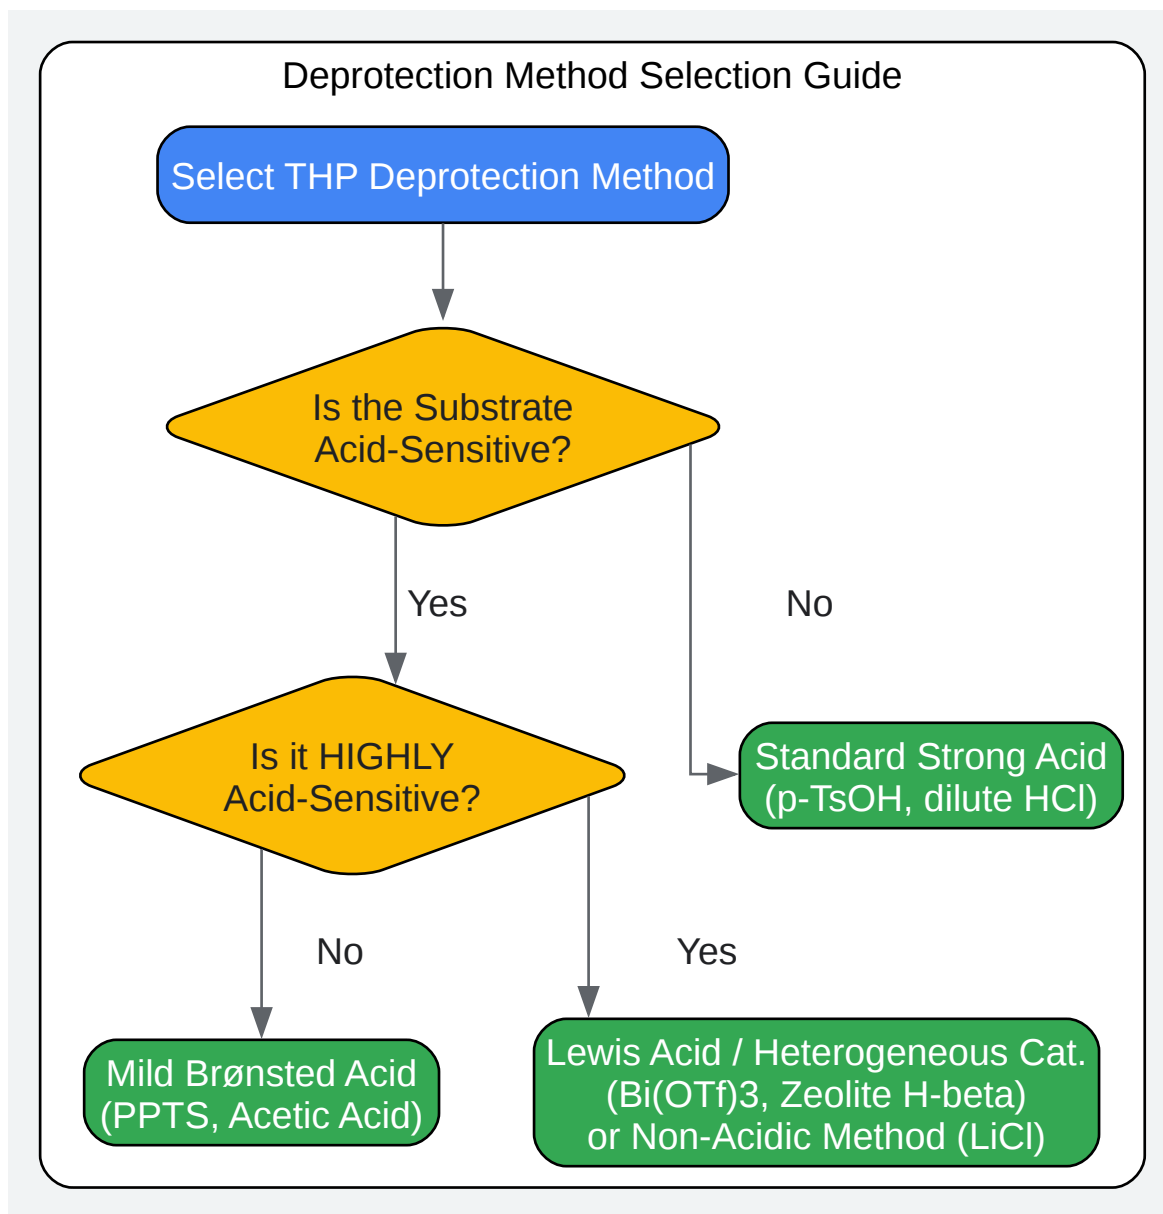 Deprotection Method Selection Guide
Select THP Deprotection Method
Is the Substrate
Acid-Sensitive?
Yes
No
Is it HIGHLY
Acid-Sensitive?
Standard Strong Acid
(p-TsOH, dilute HCl)
No
Yes
Mild Brønsted Acid
(PPTS, Acetic Acid)
Lewis Acid / Heterogeneous Cat.
(Bi(OTf)3, Zeolite H-beta)
or Non-Acidic Method (LiCl)